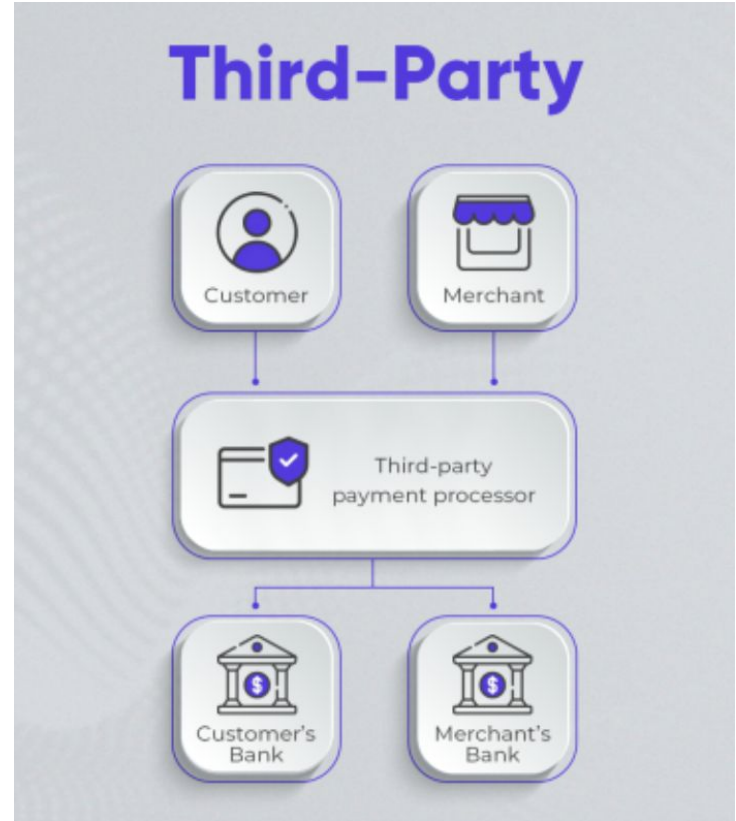 Third-Party
Customer
Merchant
Third-party
payment processor
$
$
Customer's
Bank
Merchant's
Bank